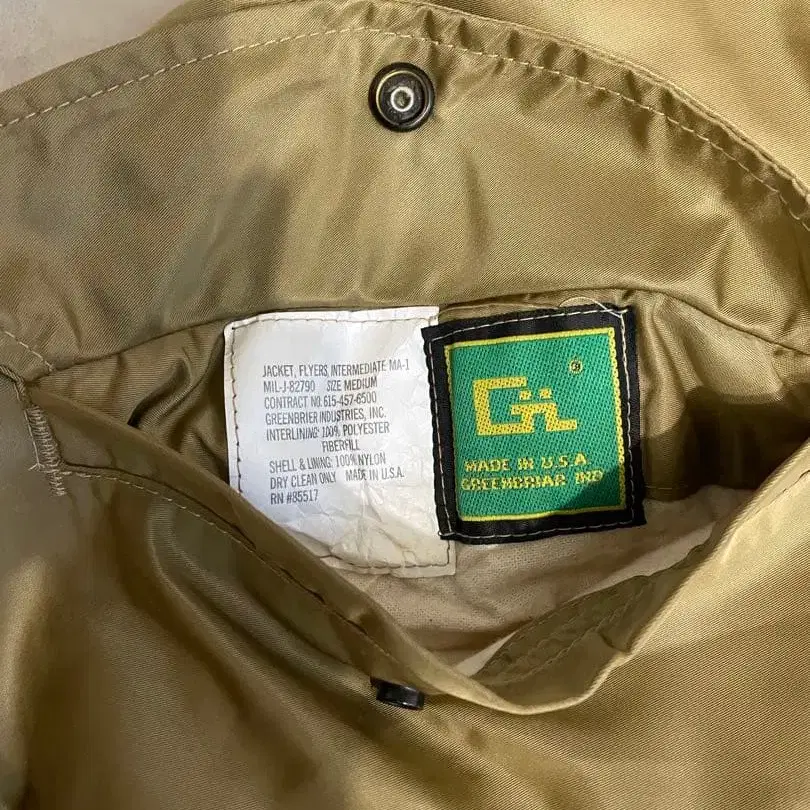 JACKET, FLYERS, INTERMEDIATE MA-1
MIL-J-82790 SIZE MEDIUM
CONTRACT NO. 615-457-6500
GREENBRIER INDUSTRIES, INC.
INTERLINING: 100% POLYESTER
FIBERFILL
SHELL & LINING: 100% NYLON
DRY CLEAN ONLY MADE IN U.S.A.
RN #85517
GII ®
MADE IN U.S.A
GREENBRIAR IND